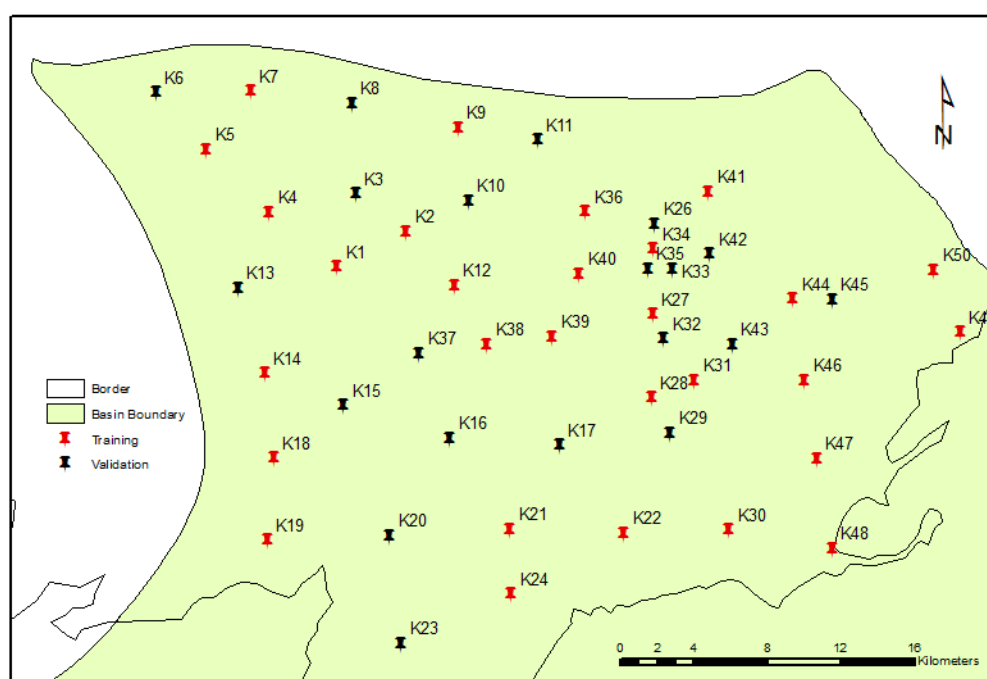 K6
K7
K8
K9
K11
K5
K3
K10
K41
K4
K36
K2
K26
K34
K42
K1
K35
K33
K13
K40
K50
K12
K44
K45
K27
K4
K39
K32
K38
K43
K37
K14
K31
K46
K28
K15
K29
K16
K17
K18
K47
K21
K22
K30
K19
K20
K48
K24
K23
N
Border
Basin Boundary
Training
Validation
0 2 4 8 12 16
Kilometers